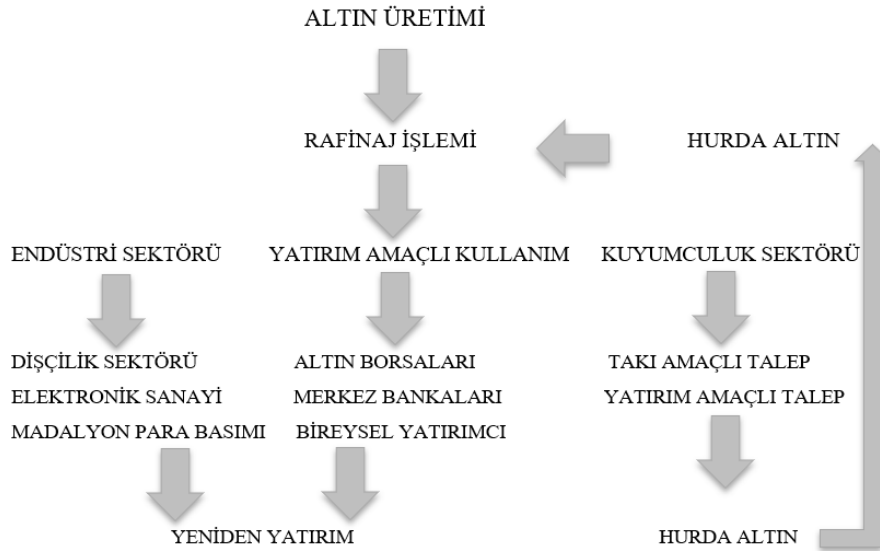 ALTIN ÜRETİMİ
RAFİNAJ İŞLEMİ
HURDA ALTIN
ENDÜSTRİ SEKTÖRÜ
YATIRIM AMAÇLI KULLANIM
KUYUMCULUK SEKTÖRÜ
DİŞÇİLİK SEKTÖRÜ
ELEKTRONİK SANAYİ
MADALYON PARA BASIMI
ALTIN BORSALARI
MERKEZ BANKALARI
BİREYSEL YATIRIMCI
TAKI AMAÇLI TALEP
YATIRIM AMAÇLI TALEP
YENİDEN YATIRIM
HURDA ALTIN